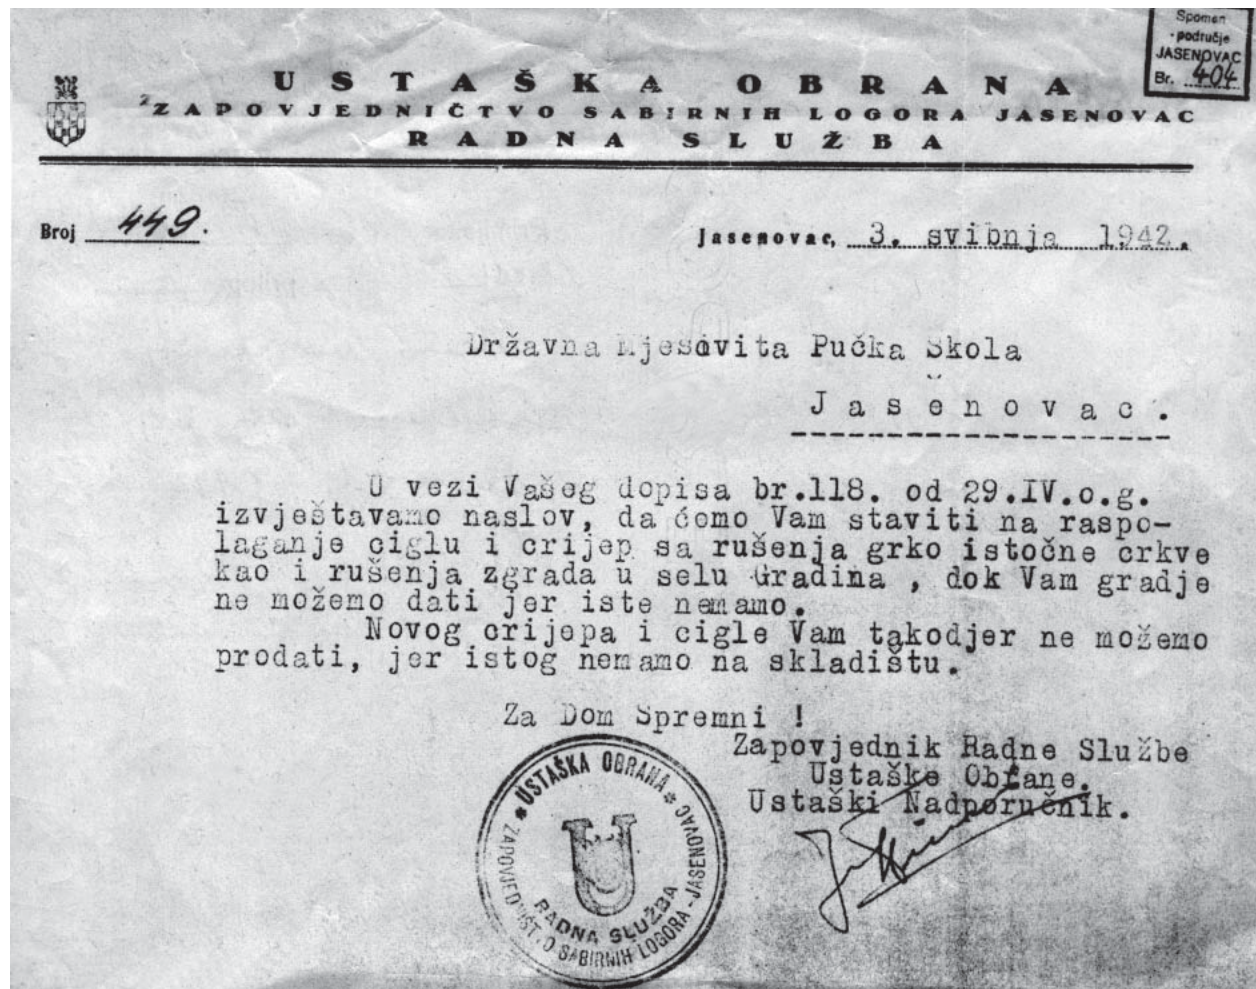 Spomen
-područje
JASENOVAC
Br. 404
USTAŠKA OBRANA
ZAPOVJEDNIČTVO SABIRNIH LOGORA JASENOVAC
RADNA SLUŽBA
Broj 449.
Jasenovac, 3. svibnja 1942.
Državna Mjesovita Pučka Škola
Jasenovac.
U vezi Vašeg dopisa br.118. od 29.IV.o.g.
izvještavamo naslov, da ćemo Vam staviti na raspo-
laganje ciglu i crijep sa rušenja grko istočne crkve
kao i rušenja zgrada u selu Gradina , dok Vam gradje
ne možemo dati jer iste nemamo.
Novog crijepa i cigle Vam takodjer ne možemo
prodati, jer istog nemamo na skladištu.
Za Dom Spremni !
Zapovjednik Radne Službe
Ustaške Obrane.
Ustaški Nadporučnik.
USTAŠKA OBRANA
ZAPOVJEDNIŠTVO SABIRNIH LOGORA - JASENOVAC
U
RADNA SLUŽBA